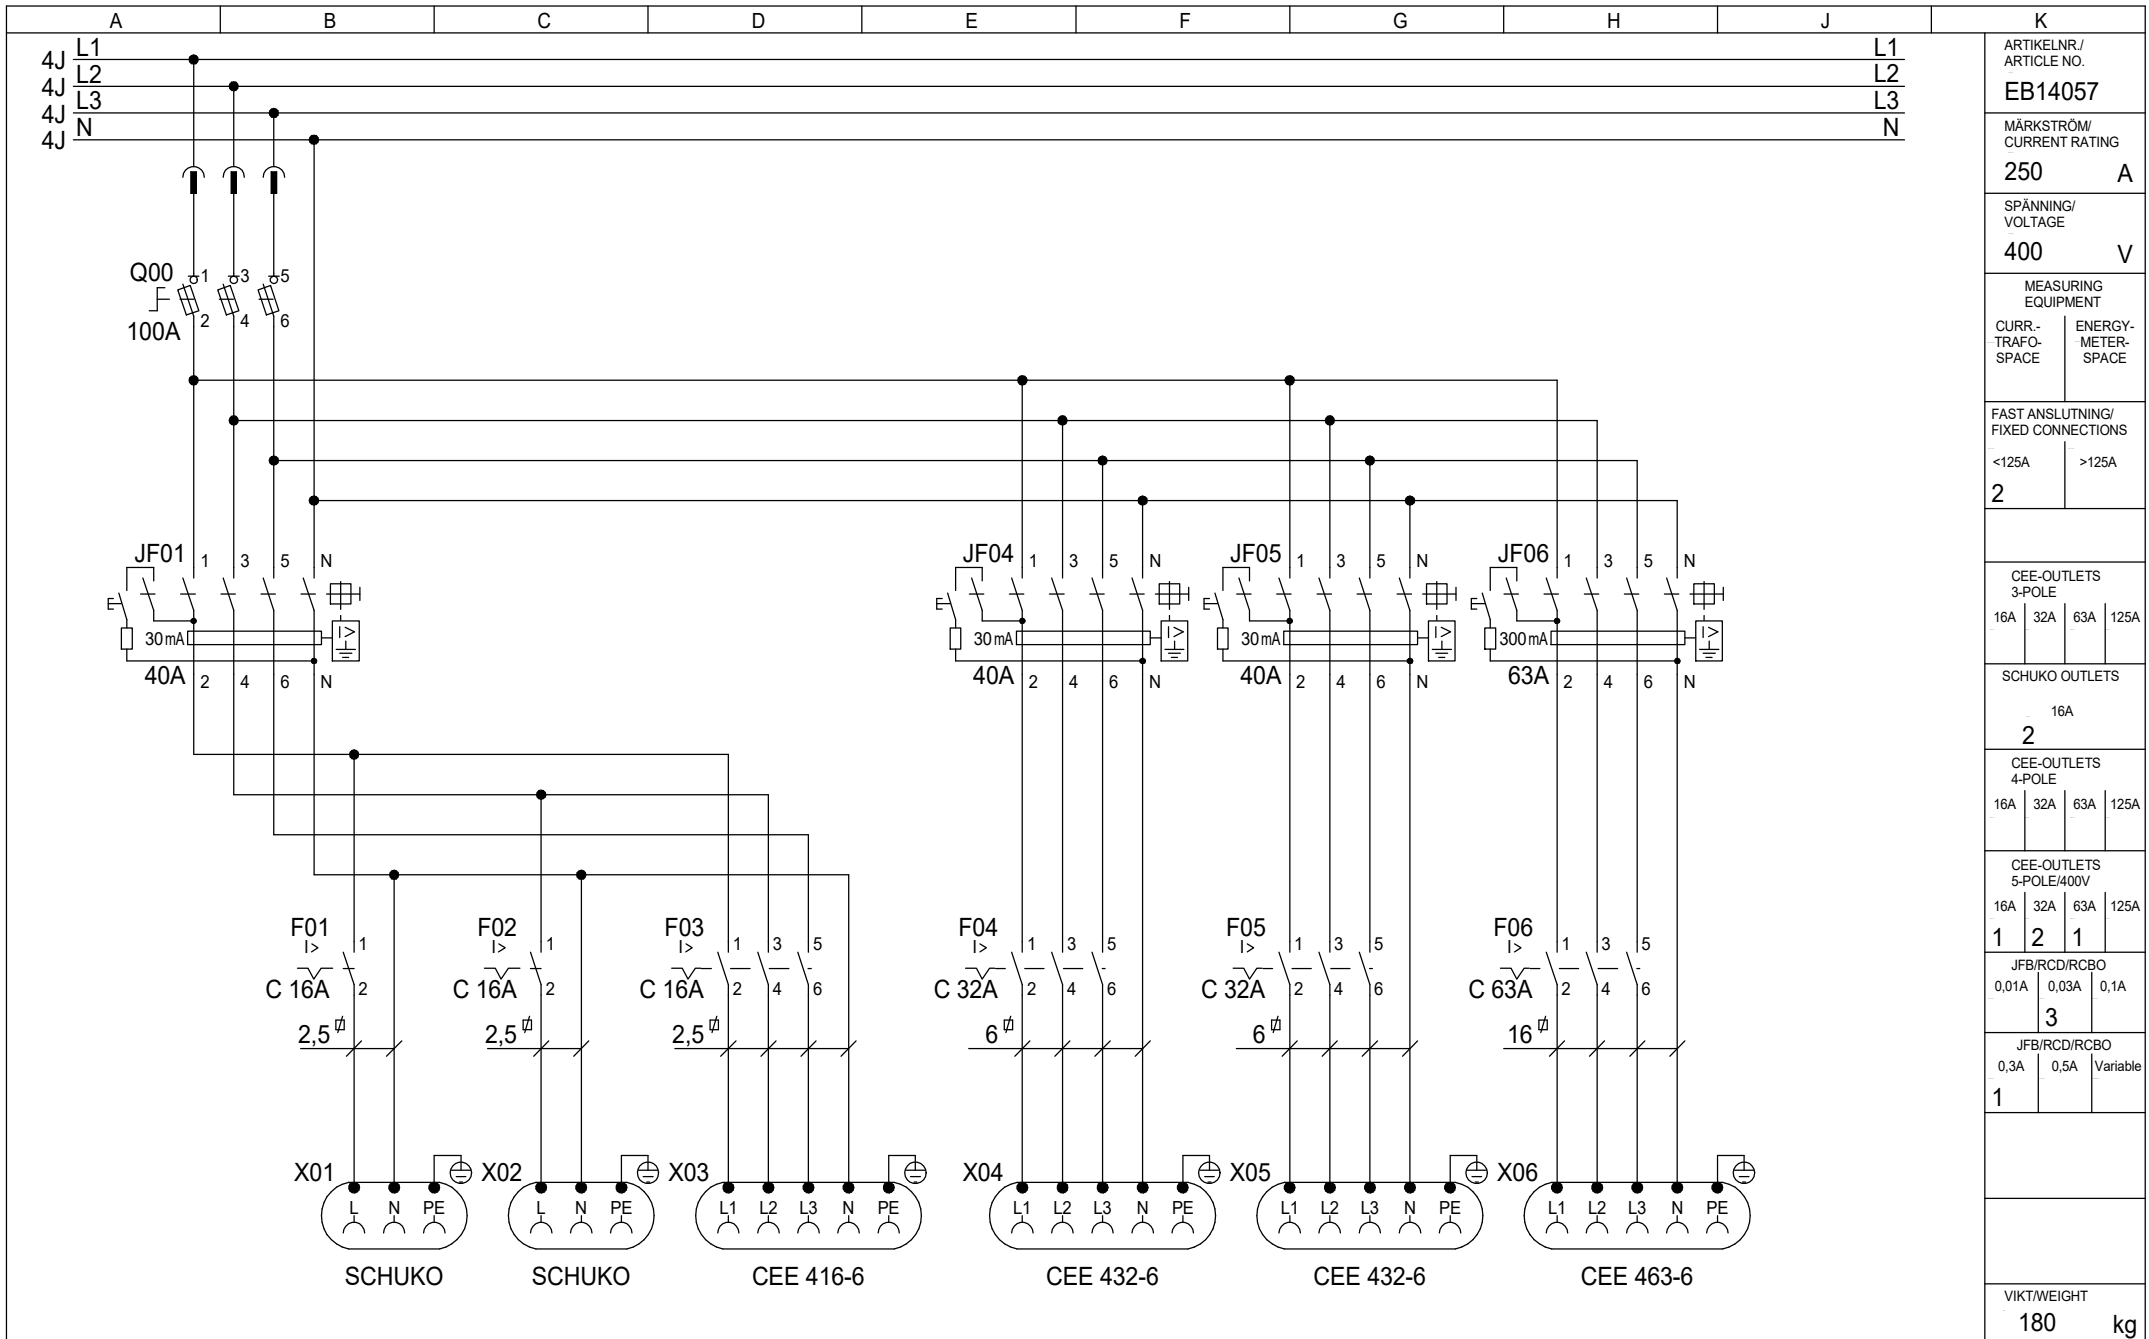 A B C D E F G H J K
4J L1 L1
4J L2 L2
4J L3 L3
4J N N
Q00 1 3 5
100A 2 4 6
JF01 1 3 5 N
30 mA I>
40A 2 4 6 N
JF04 1 3 5 N
30 mA I>
40A 2 4 6 N
JF05 1 3 5 N
30 mA I>
40A 2 4 6 N
JF06 1 3 5 N
300 mA I>
63A 2 4 6 N
F01 1
I>
C 16A 2
2,5
F02 1
I>
C 16A 2
2,5
F03 1 3 5
I>
C 16A 2 4 6
2,5
F04 1 3 5
I>
C 32A 2 4 6
6
F05 1 3 5
I>
C 32A 2 4 6
6
F06 1 3 5
I>
C 63A 2 4 6
16
X01
L N PE
SCHUKO
X02
L N PE
SCHUKO
X03
L1 L2 L3 N PE
CEE 416-6
X04
L1 L2 L3 N PE
CEE 432-6
X05
L1 L2 L3 N PE
CEE 432-6
X06
L1 L2 L3 N PE
CEE 463-6
ARTIKELNR./
ARTICLE NO.
EB14057
MÄRKSTRÖM/
CURRENT RATING
250 A
SPÄNNING/
VOLTAGE
400 V
MEASURING
EQUIPMENT
CURR.-
TRAFO-
SPACE
ENERGY-
METER-
SPACE
FAST ANSLUTNING/
FIXED CONNECTIONS
<125A >125A
2
CEE-OUTLETS
3-POLE
16A 32A 63A 125A
SCHUKO OUTLETS
16A
2
CEE-OUTLETS
4-POLE
16A 32A 63A 125A
CEE-OUTLETS
5-POLE/400V
16A 32A 63A 125A
1 2 1
JFB/RCD/RCBO
0,01A 0,03A 0,1A
3
JFB/RCD/RCBO
0,3A 0,5A Variable
1
VIKT/WEIGHT
180 kg